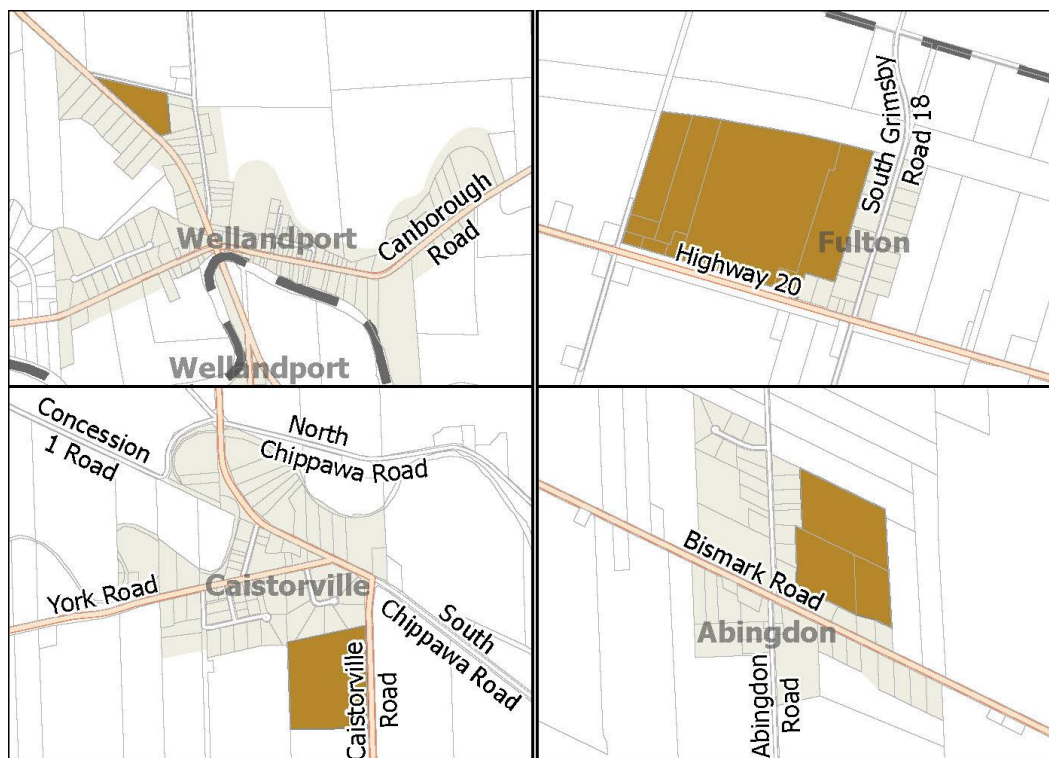 Wellandport
Canborough
Road
Wellandport
South Grimsby
Road 18
Fulton
Highway 20
Concession
1 Road
North
Chippawa Road
York Road
Caistorville
South
Chippawa Road
Caistorville
Road
Bismark Road
Abingdon
Abingdon
Road